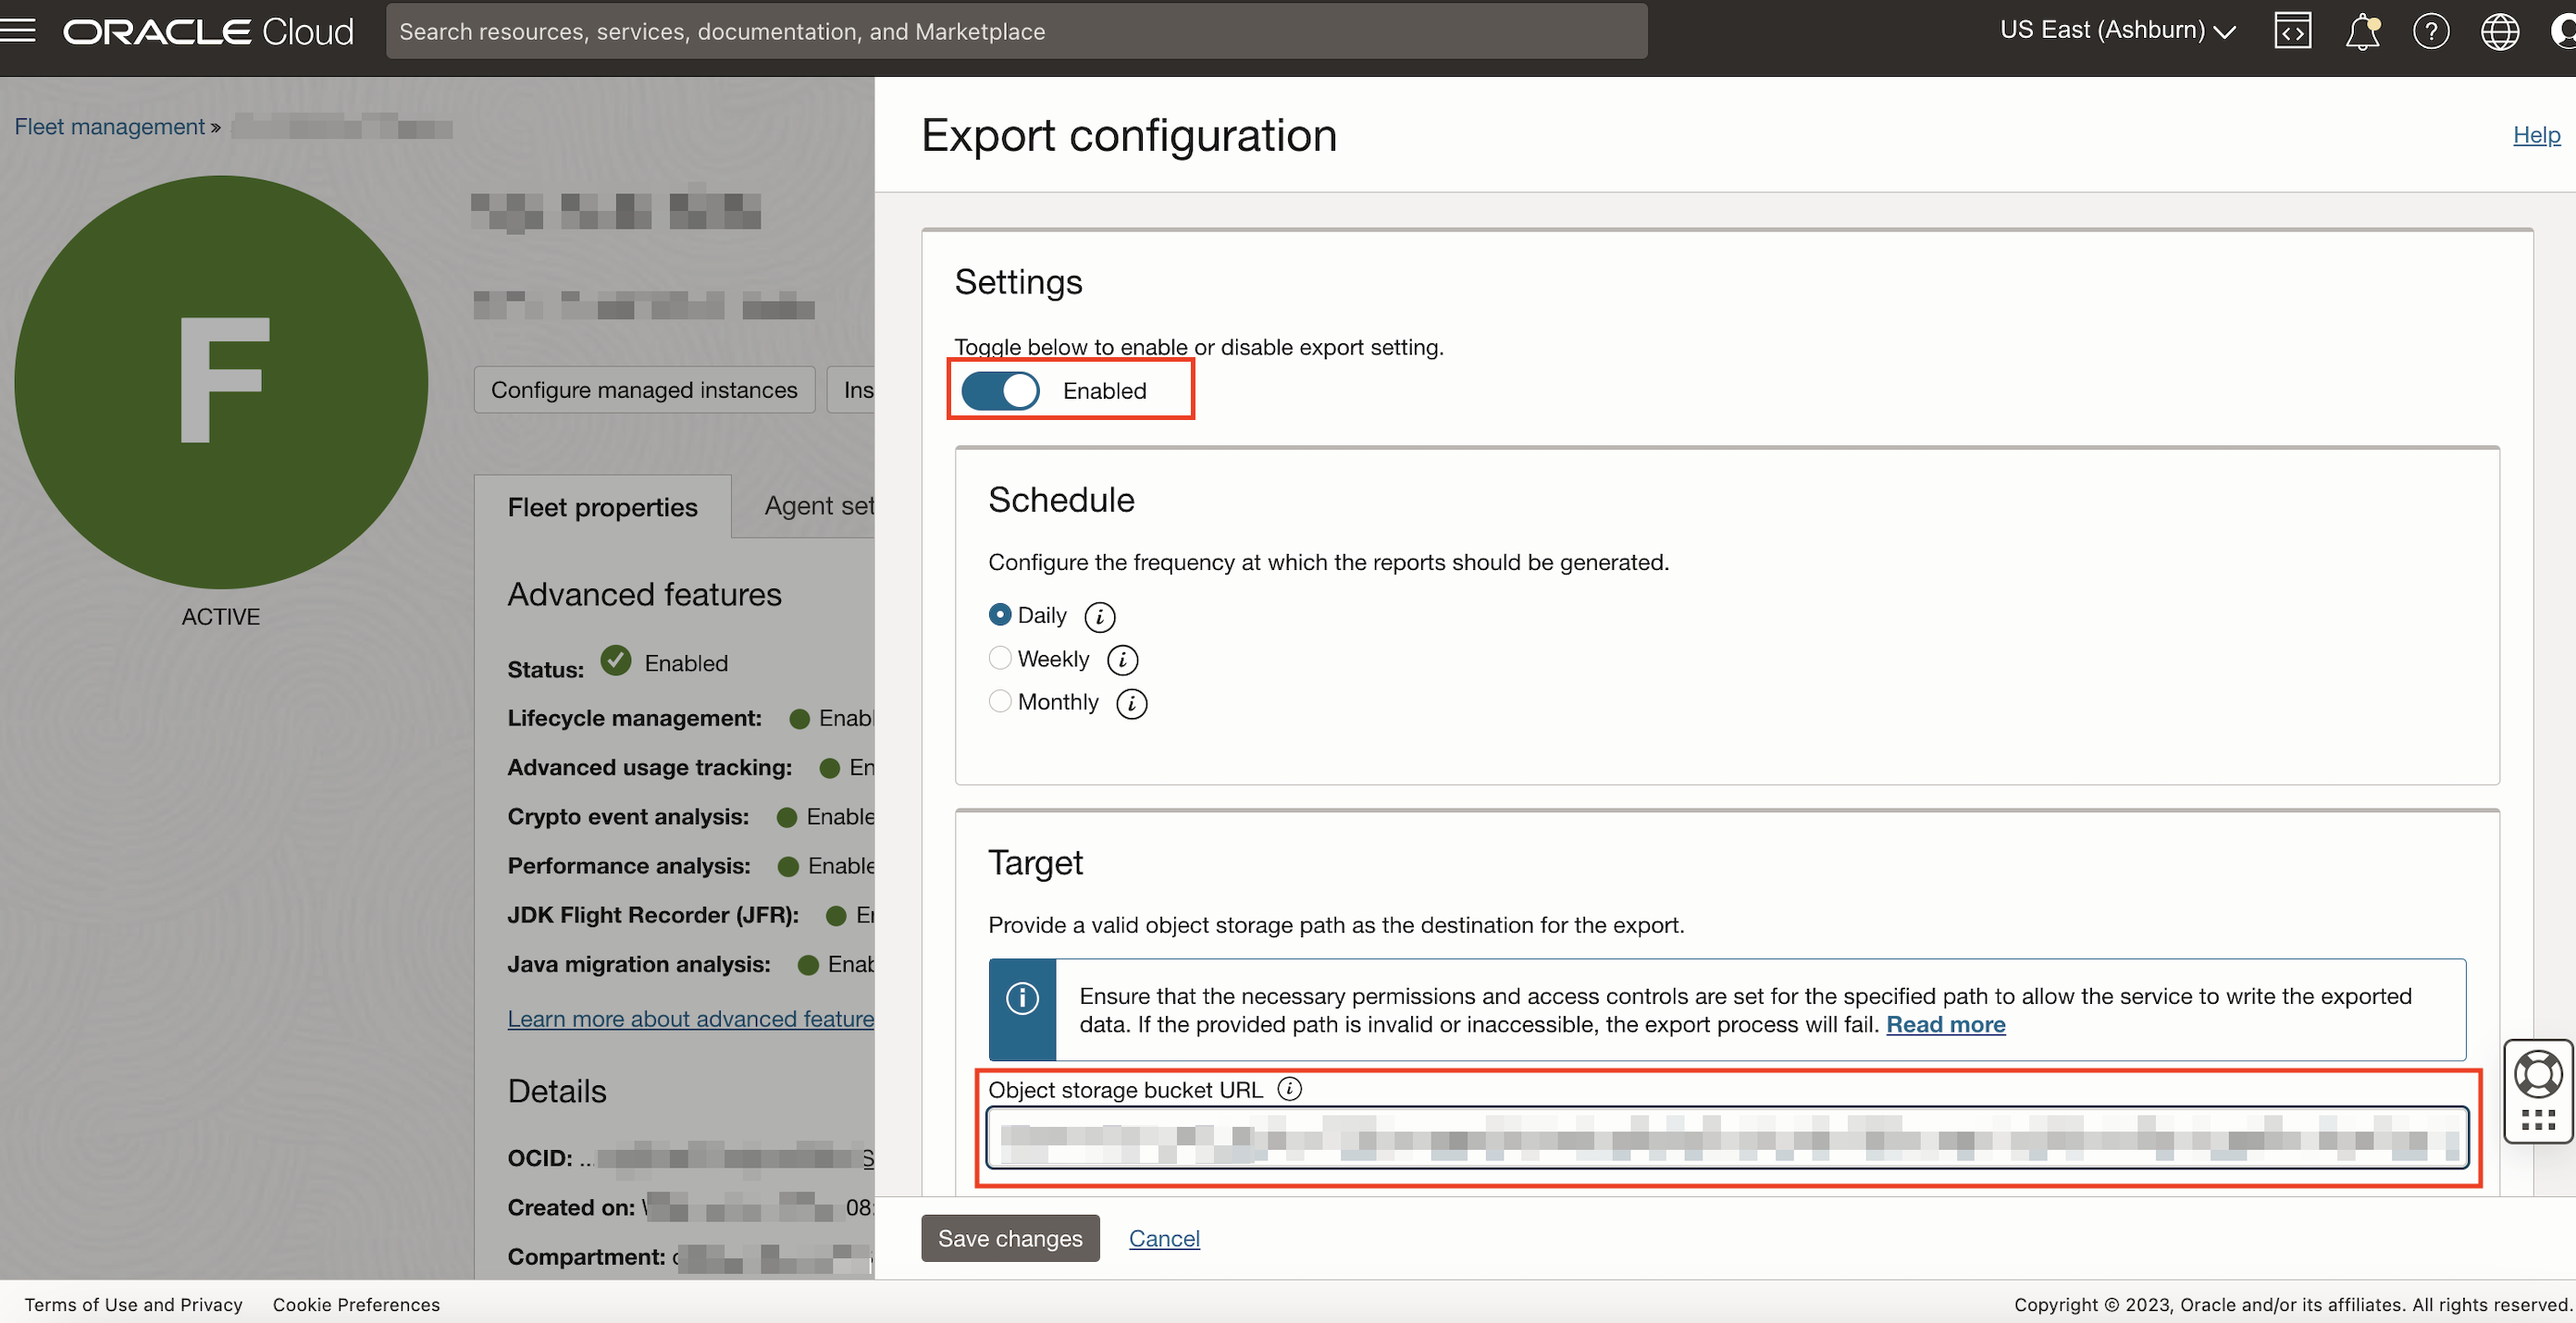 ORACLE Cloud
Search resources, services, documentation, and Marketplace
US East (Ashburn)
Fleet management »
F
ACTIVE
Configure managed instances
Ins
Fleet properties
Agent set
Advanced features
Status: Enabled
Lifecycle management: Enabl
Advanced usage tracking: En
Crypto event analysis: Enable
Performance analysis: Enable
JDK Flight Recorder (JFR): E
Java migration analysis: Enab
Learn more about advanced feature
Details
OCID: ...
Created on: 08:
Compartment:
Export configuration
Help
Settings
Toggle below to enable or disable export setting.
Enabled
Schedule
Configure the frequency at which the reports should be generated.
Daily
Weekly
Monthly
Target
Provide a valid object storage path as the destination for the export.
Ensure that the necessary permissions and access controls are set for the specified path to allow the service to write the exported
data. If the provided path is invalid or inaccessible, the export process will fail. Read more
Object storage bucket URL
Save changes
Cancel
Terms of Use and Privacy
Cookie Preferences
Copyright © 2023, Oracle and/or its affiliates. All rights reserved.